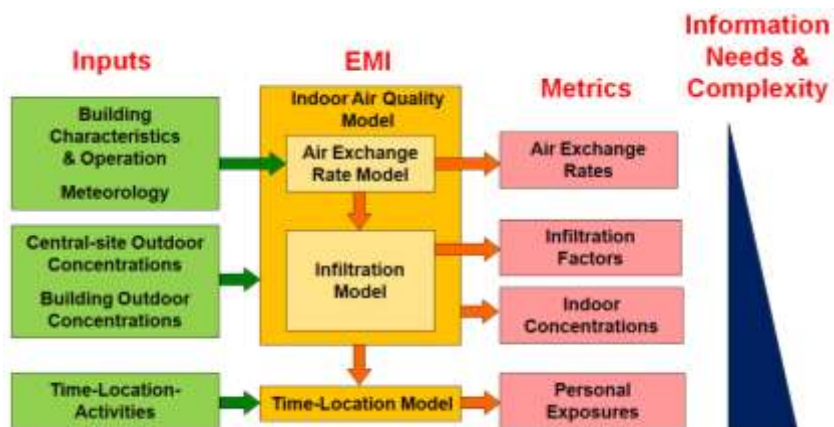 Inputs
EMI
Metrics
Information
Needs &
Complexity
Building
Characteristics
& Operation
Meteorology
Central-site Outdoor
Concentrations
Building Outdoor
Concentrations
Time-Location-
Activities
Indoor Air Quality
Model
Air Exchange
Rate Model
Infiltration
Model
Time-Location Model
Air Exchange
Rates
Infiltration
Factors
Indoor
Concentrations
Personal
Exposures